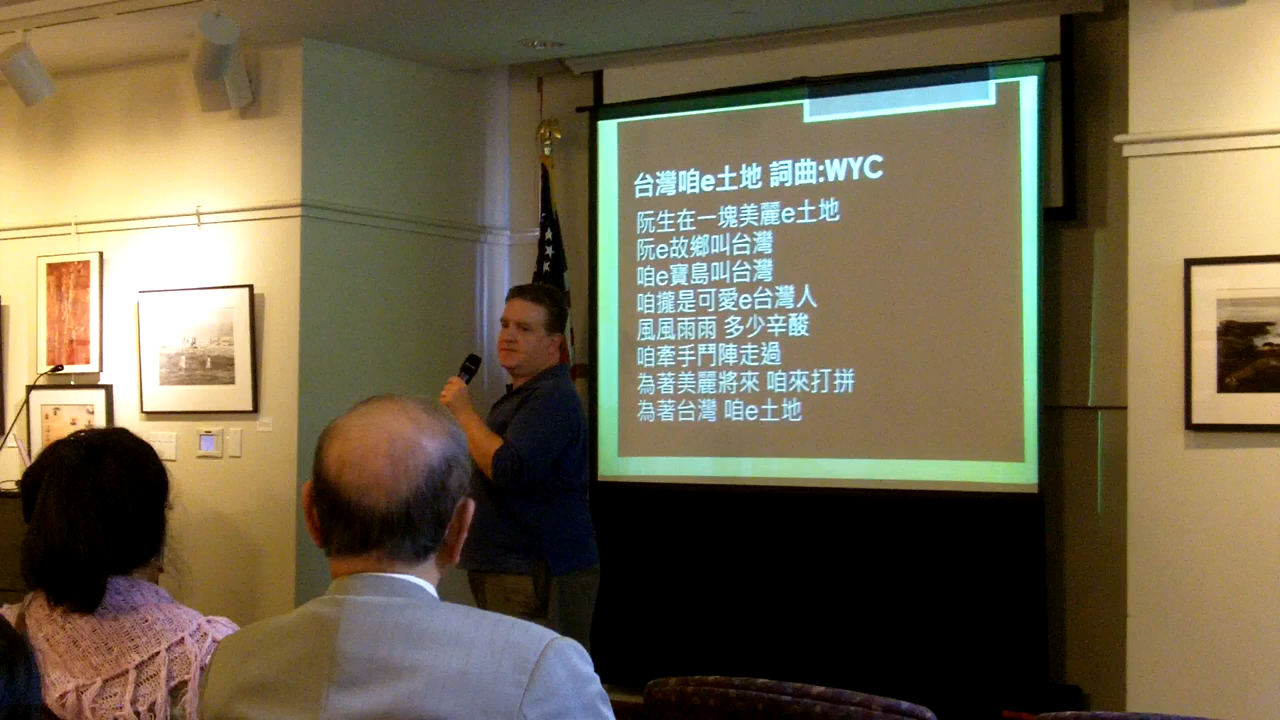 台灣咱e土地 詞曲:WYC
阮生在一塊美麗e土地
阮e故鄉叫台灣
咱e寶島叫台灣
咱攏是可愛e台灣人
風風雨雨 多少辛酸
咱牽手鬥陣走過
為著美麗將來 咱來打拼
為著台灣 咱e土地